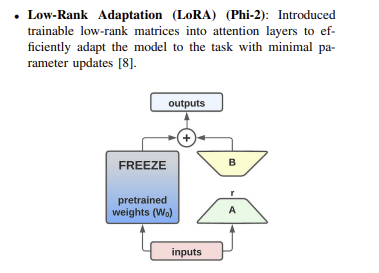 • Low-Rank Adaptation (LoRA) (Phi-2): Introduced
trainable low-rank matrices into attention layers to ef-
ficiently adapt the model to the task with minimal pa-
rameter updates [8].
outputs
+
FREEZE
B
pretrained
weights (W₀)
r
A
inputs